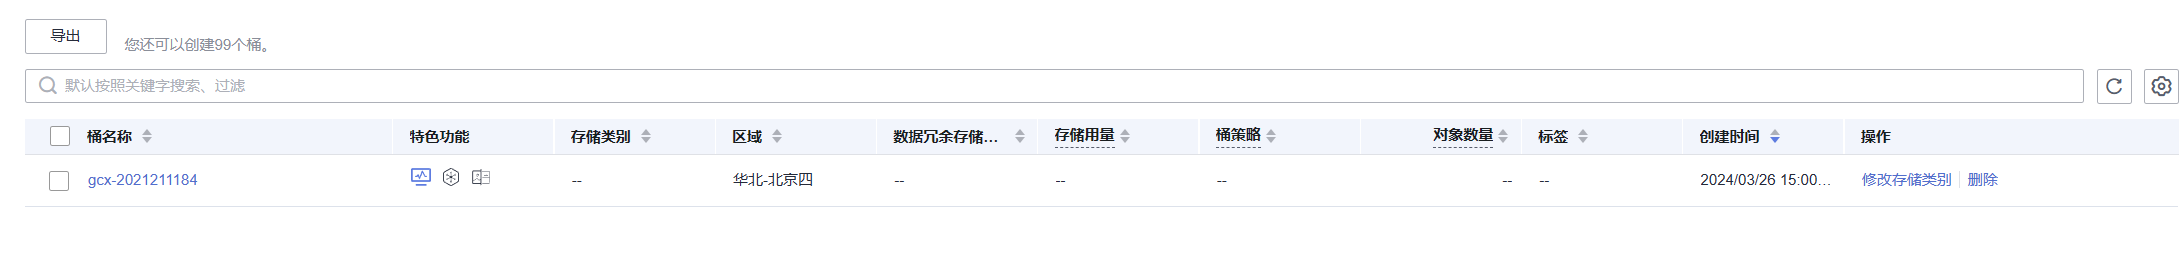 导出 您还可以创建99个桶。
默认按照关键字搜索、过滤
桶名称 特色功能 存储类别 区域 数据冗余存储... 存储用量 桶策略 对象数量 标签 创建时间 操作
gcx-2021211184 -- 华北-北京四 -- -- -- -- -- 2024/03/26 15:00... 修改存储类别 删除